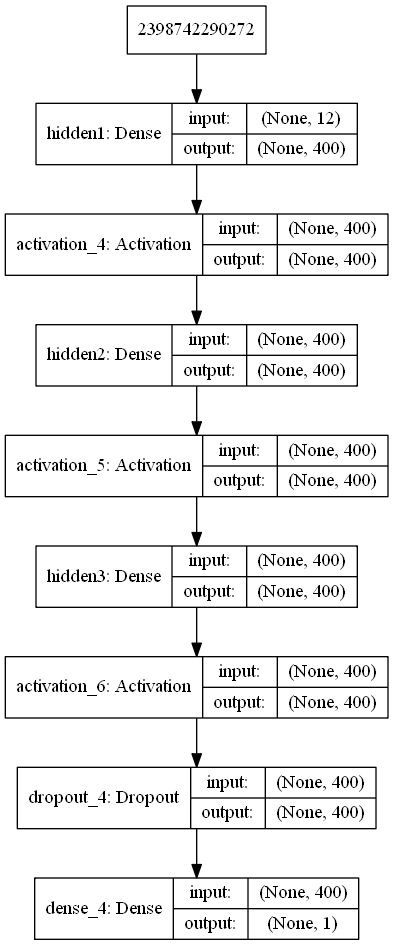 2398742290272
hidden1: Dense
input: (None, 12)
output: (None, 400)
activation_4: Activation
input: (None, 400)
output: (None, 400)
hidden2: Dense
input: (None, 400)
output: (None, 400)
activation_5: Activation
input: (None, 400)
output: (None, 400)
hidden3: Dense
input: (None, 400)
output: (None, 400)
activation_6: Activation
input: (None, 400)
output: (None, 400)
dropout_4: Dropout
input: (None, 400)
output: (None, 400)
dense_4: Dense
input: (None, 400)
output: (None, 1)